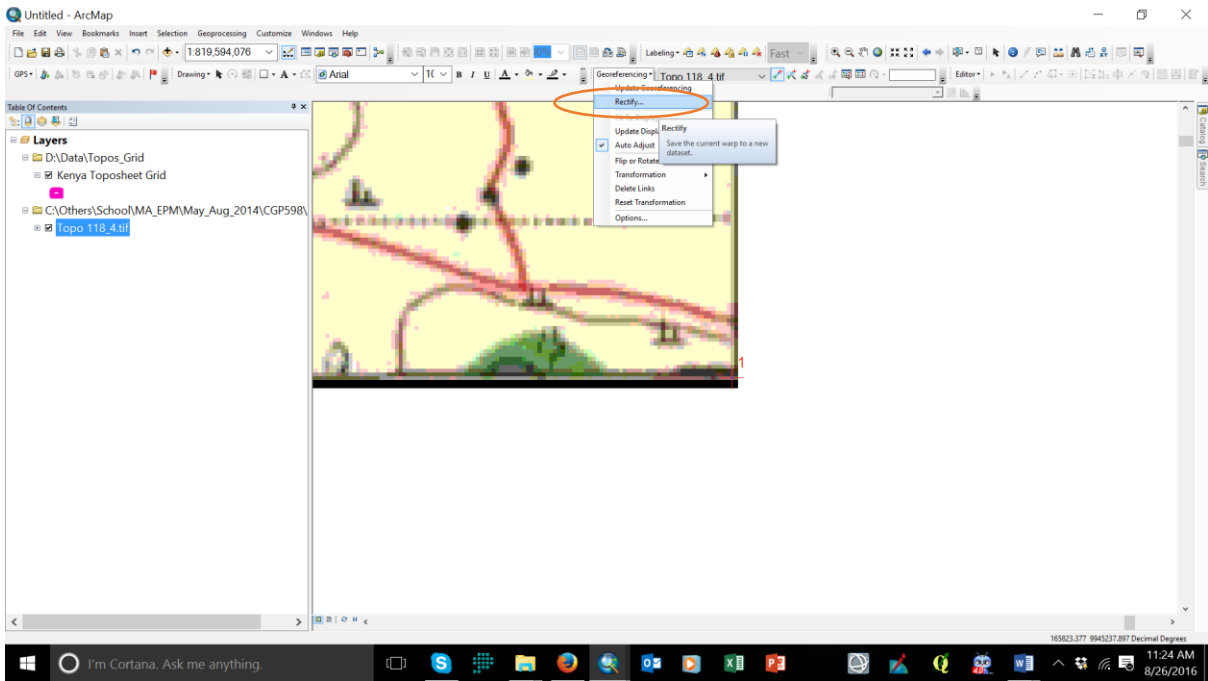 Untitled - ArcMap
File Edit View Bookmarks Insert Selection Geoprocessing Customize Windows Help
1:819,594,076 Labeling Fast
GPS Drawing Arial B I U A Georeferencing Topo 118_4.tif Editor
Update Georeferencing
Rectify...
Update Displ
Auto Adjust
Flip or Rotate
Transformation
Delete Links
Reset Transformation
Options...
Rectify
Save the current warp to a new
dataset.
Table Of Contents
Layers
D:\Data\Topos_Grid
Kenya Toposheet Grid
C:\Others\School\MA_EPM\May_Aug_2014\CGP598\
Topo 118_4.tif
1
Catalog
Search
165823.377 9945237.897 Decimal Degrees
I'm Cortana. Ask me anything.
11:24 AM
8/26/2016